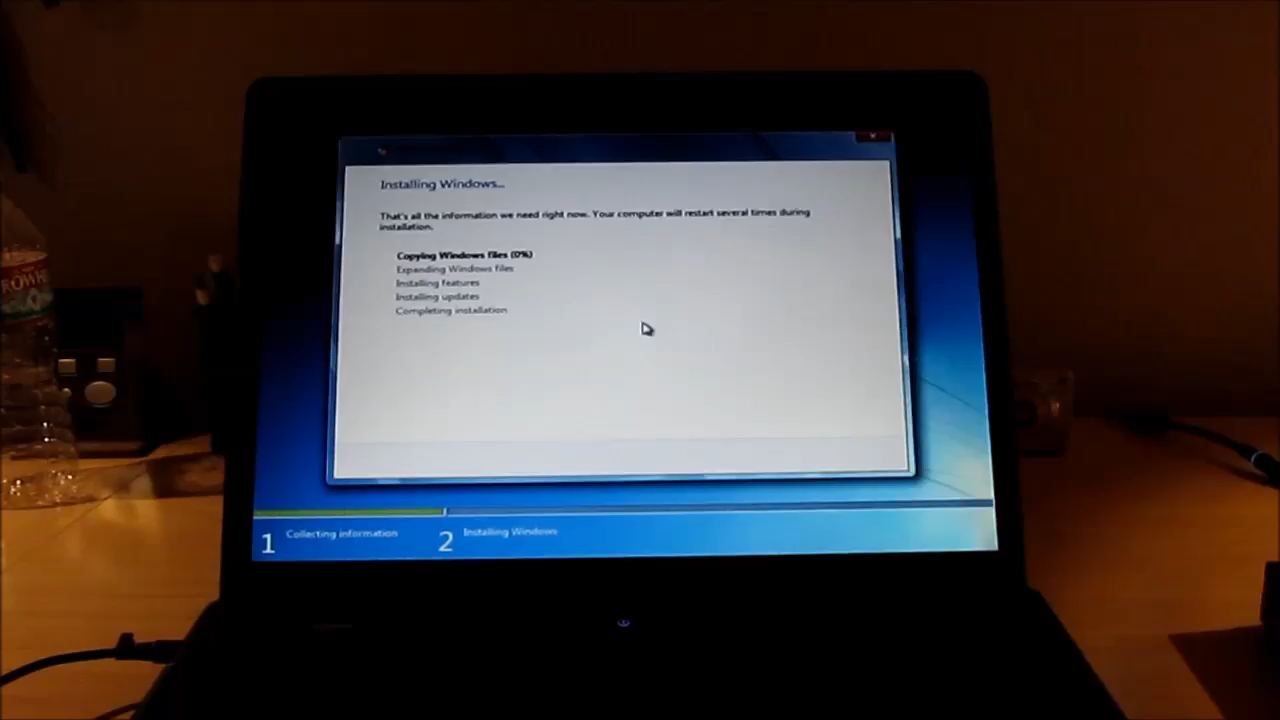 ROWH
Installing Windows...
That's all the information we need right now. Your computer will restart several times during
installation.
Copying Windows files (0%)
Expanding Windows files
Installing features
Installing updates
Completing installation
1 Collecting information
2 Installing Windows